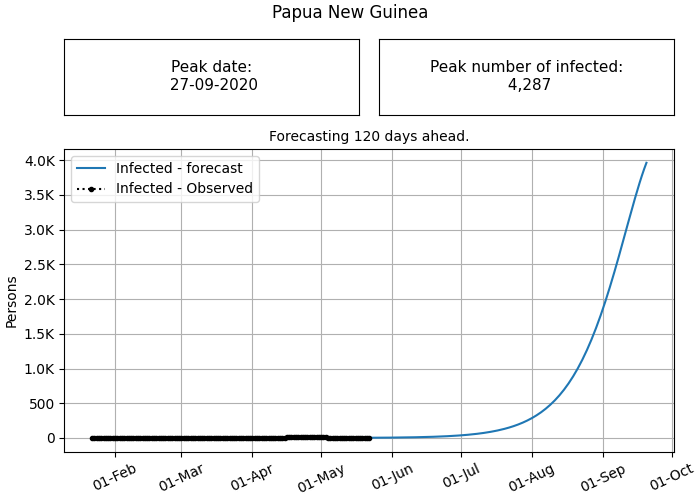 Papua New Guinea
Peak date:
27-09-2020
Peak number of infected:
4,287
Forecasting 120 days ahead.
Infected - forecast
Infected - Observed
4.0K
3.5K
3.0K
2.5K
2.0K
1.5K
1.0K
500
0
Persons
01-Feb
01-Mar
01-Apr
01-May
01-Jun
01-Jul
01-Aug
01-Sep
01-Oct